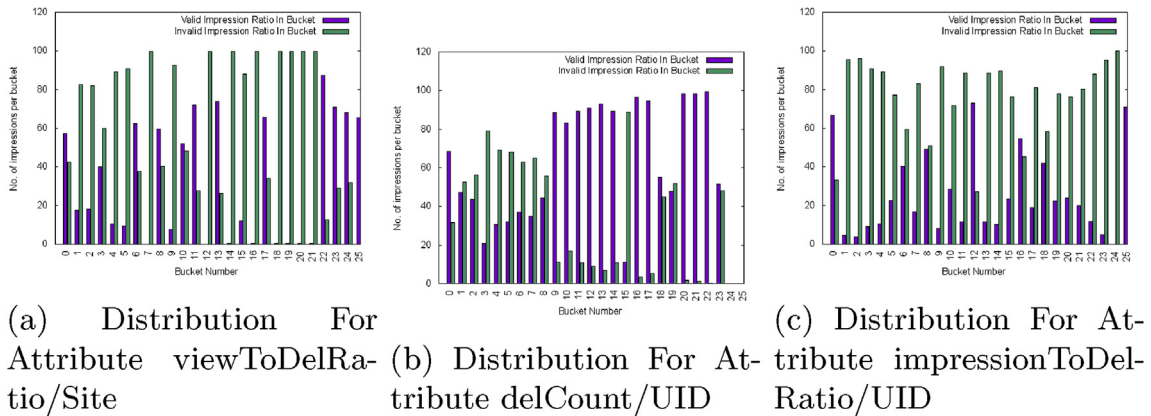 120
100
80
60
40
20
0
No. of impressions per bucket
Valid Impression Ratio In Bucket
Invalid Impression Ratio In Bucket
0 1 2 3 4 5 6 7 8 9 10 11 12 13 14 15 16 17 18 19 20 21 22 23 24 25
Bucket Number
(a) Distribution For
Attribute viewToDelRa-
tio/Site
120
100
80
60
40
20
0
No. of impressions per bucket
Valid Impression Ratio In Bucket
Invalid Impression Ratio In Bucket
0 1 2 3 4 5 6 7 8 9 10 11 12 13 14 15 16 17 18 19 20 21 22 23 24 25
Bucket Number
(b) Distribution For At-
tribute delCount/UID
120
100
80
60
40
20
0
No. of impressions per bucket
Valid Impression Ratio In Bucket
Invalid Impression Ratio In Bucket
0 1 2 3 4 5 6 7 8 9 10 11 12 13 14 15 16 17 18 19 20 21 22 23 24 25
Bucket Number
(c) Distribution For At-
tribute impressionToDel-
Ratio/UID